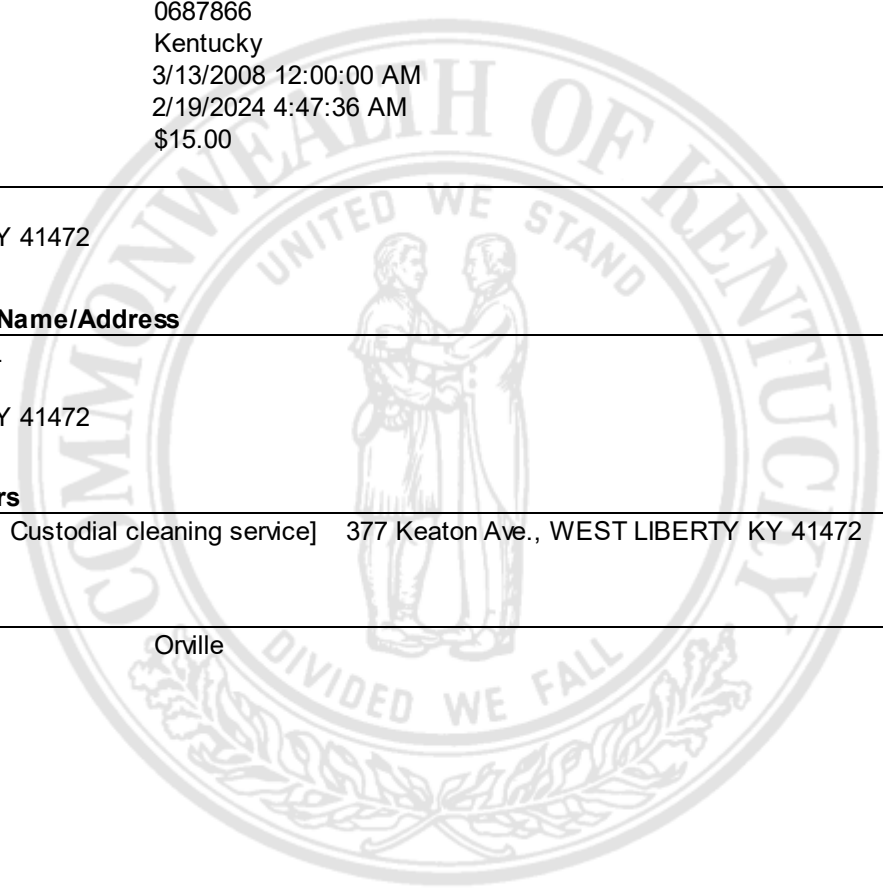 0687866
Kentucky
3/13/2008 12:00:00 AM
2/19/2024 4:47:36 AM
$15.00
Y 41472
Name/Address
Y 41472
rs
Custodial cleaning service] 377 Keaton Ave., WEST LIBERTY KY 41472
Orville
COMMONWEALTH OF KENTUCKY
UNITED WE STAND
DIVIDED WE FALL